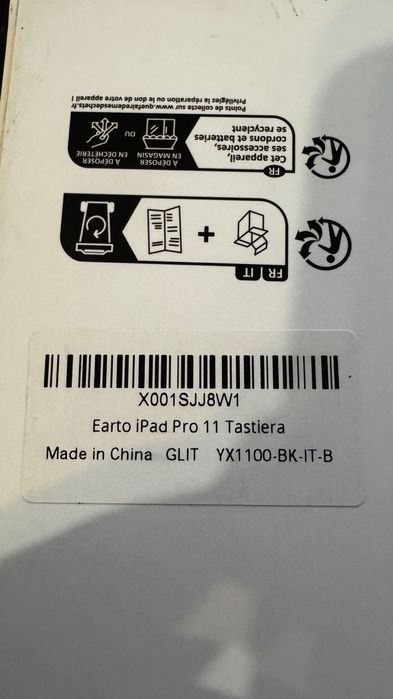 Points de collecte sur www.quefairedemesdechets.fr
Privilégiez la réparation ou le don de votre appareil !
FR
Cet appareil,
ses accessoires,
cordons et batteries
se recyclent
À DÉPOSER
EN MAGASIN
OU
À DÉPOSER
EN DÉCHÈTERIE
FR | IT
+
X001SJJ8W1
Earto iPad Pro 11 Tastiera
Made in China GLIT YX1100-BK-IT-B